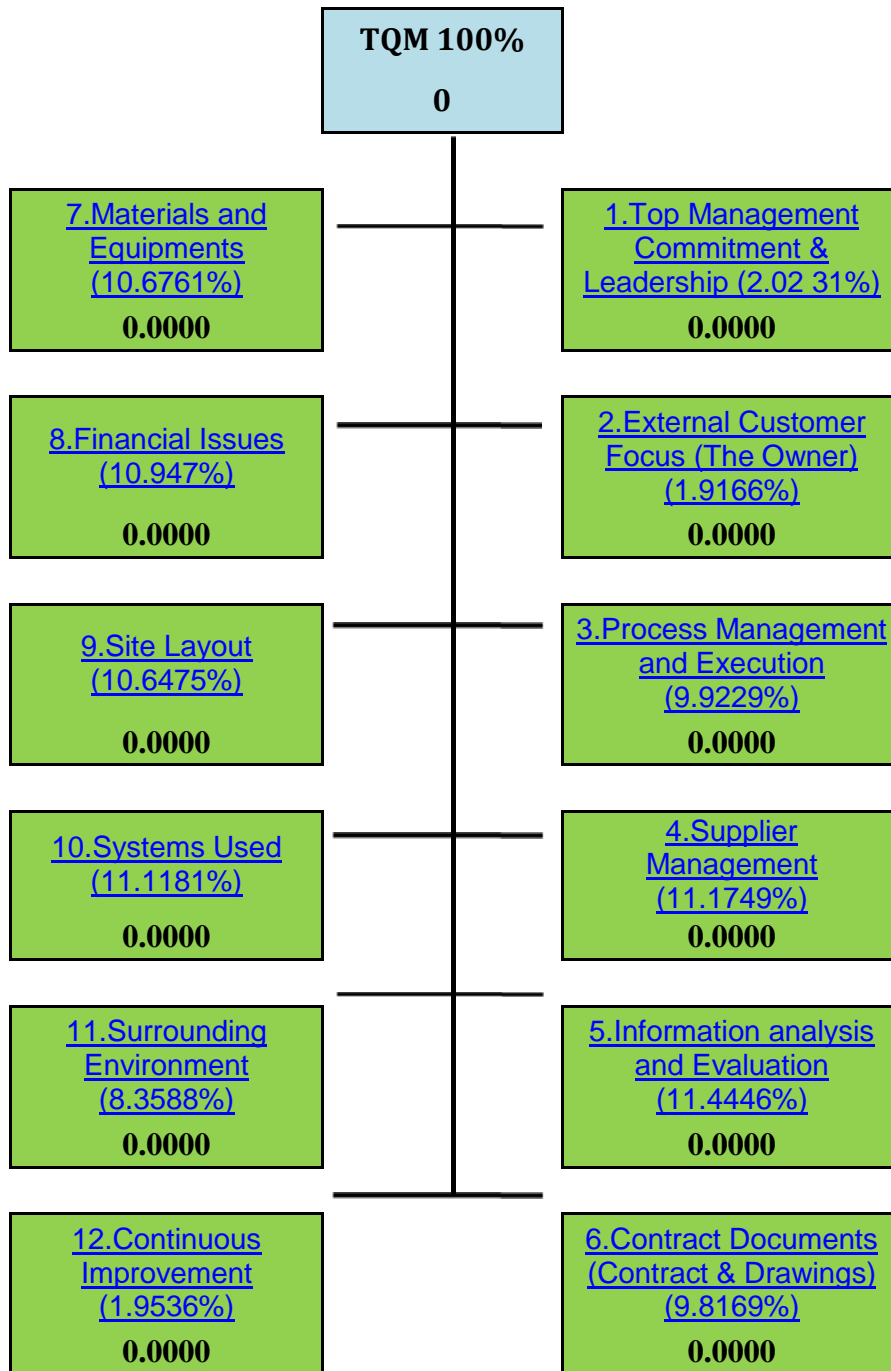 TQM 100%
0
7.Materials and
Equipments
(10.6761%)
0.0000
1.Top Management
Commitment &
Leadership (2.02 31%)
0.0000
8.Financial Issues
(10.947%)
0.0000
2.External Customer
Focus (The Owner)
(1.9166%)
0.0000
9.Site Layout
(10.6475%)
0.0000
3.Process Management
and Execution
(9.9229%)
0.0000
10.Systems Used
(11.1181%)
0.0000
4.Supplier
Management
(11.1749%)
0.0000
11.Surrounding
Environment
(8.3588%)
0.0000
5.Information analysis
and Evaluation
(11.4446%)
0.0000
12.Continuous
Improvement
(1.9536%)
0.0000
6.Contract Documents
(Contract & Drawings)
(9.8169%)
0.0000